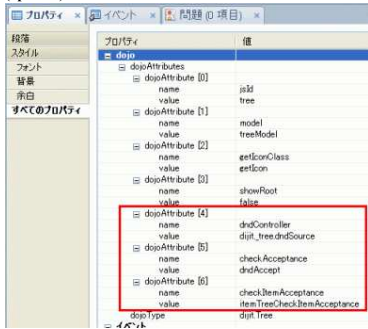 プロパティ × イベント × 問題 (0 項目) ×
段落
スタイル
フォント
背景
余白
すべてのプロパティ
プロパティ 値
dojo
dojoAttributes
dojoAttribute [0]
name jsId
value tree
dojoAttribute [1]
name model
value treeModel
dojoAttribute [2]
name getIconClass
value getIcon
dojoAttribute [3]
name showRoot
value false
dojoAttribute [4]
name dndController
value dijit._tree.dndSource
dojoAttribute [5]
name checkAcceptance
value dndAccept
dojoAttribute [6]
name checkItemAcceptance
value itemTreeCheckItemAcceptance
dojoType dijit.Tree
イベント